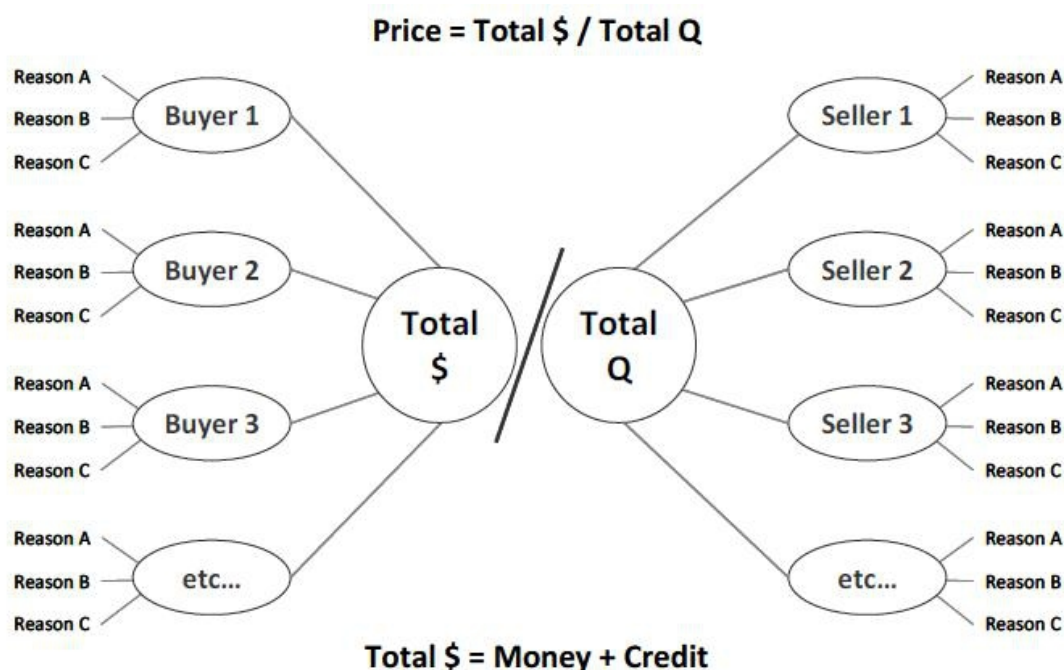 Price = Total $ / Total Q
Reason A
Reason B
Reason C
Buyer 1
Reason A
Reason B
Reason C
Buyer 2
Reason A
Reason B
Reason C
Buyer 3
Reason A
Reason B
Reason C
etc...
Total
$
/
Total
Q
Seller 1
Reason A
Reason B
Reason C
Seller 2
Reason A
Reason B
Reason C
Seller 3
Reason A
Reason B
Reason C
etc...
Reason A
Reason B
Reason C
Total $ = Money + Credit